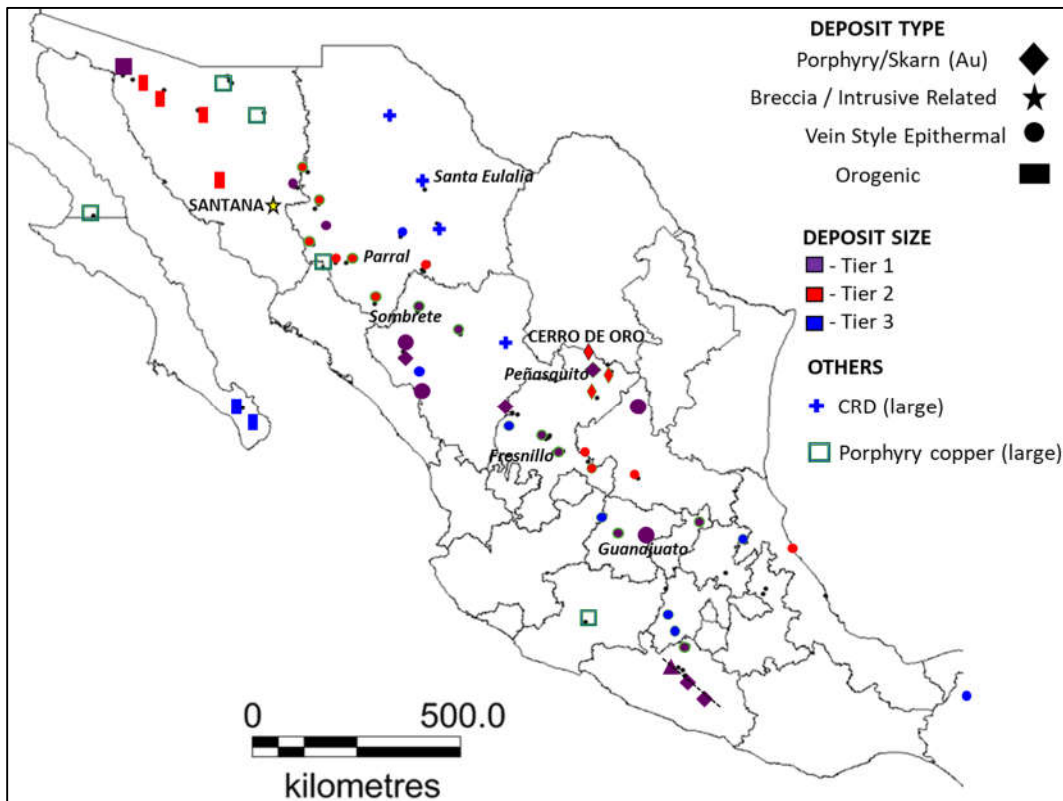 DEPOSIT TYPE
Porphyry/Skarn (Au)
Breccia / Intrusive Related
Vein Style Epithermal
Orogenic
Santa Eulalia
SANTANA
DEPOSIT SIZE
- Tier 1
- Tier 2
- Tier 3
Parral
Sombrete
CERRO DE ORO
Peñasquito
OTHERS
CRD (large)
Porphyry copper (large)
Fresnillo
Guanajuato
0 500.0
kilometres